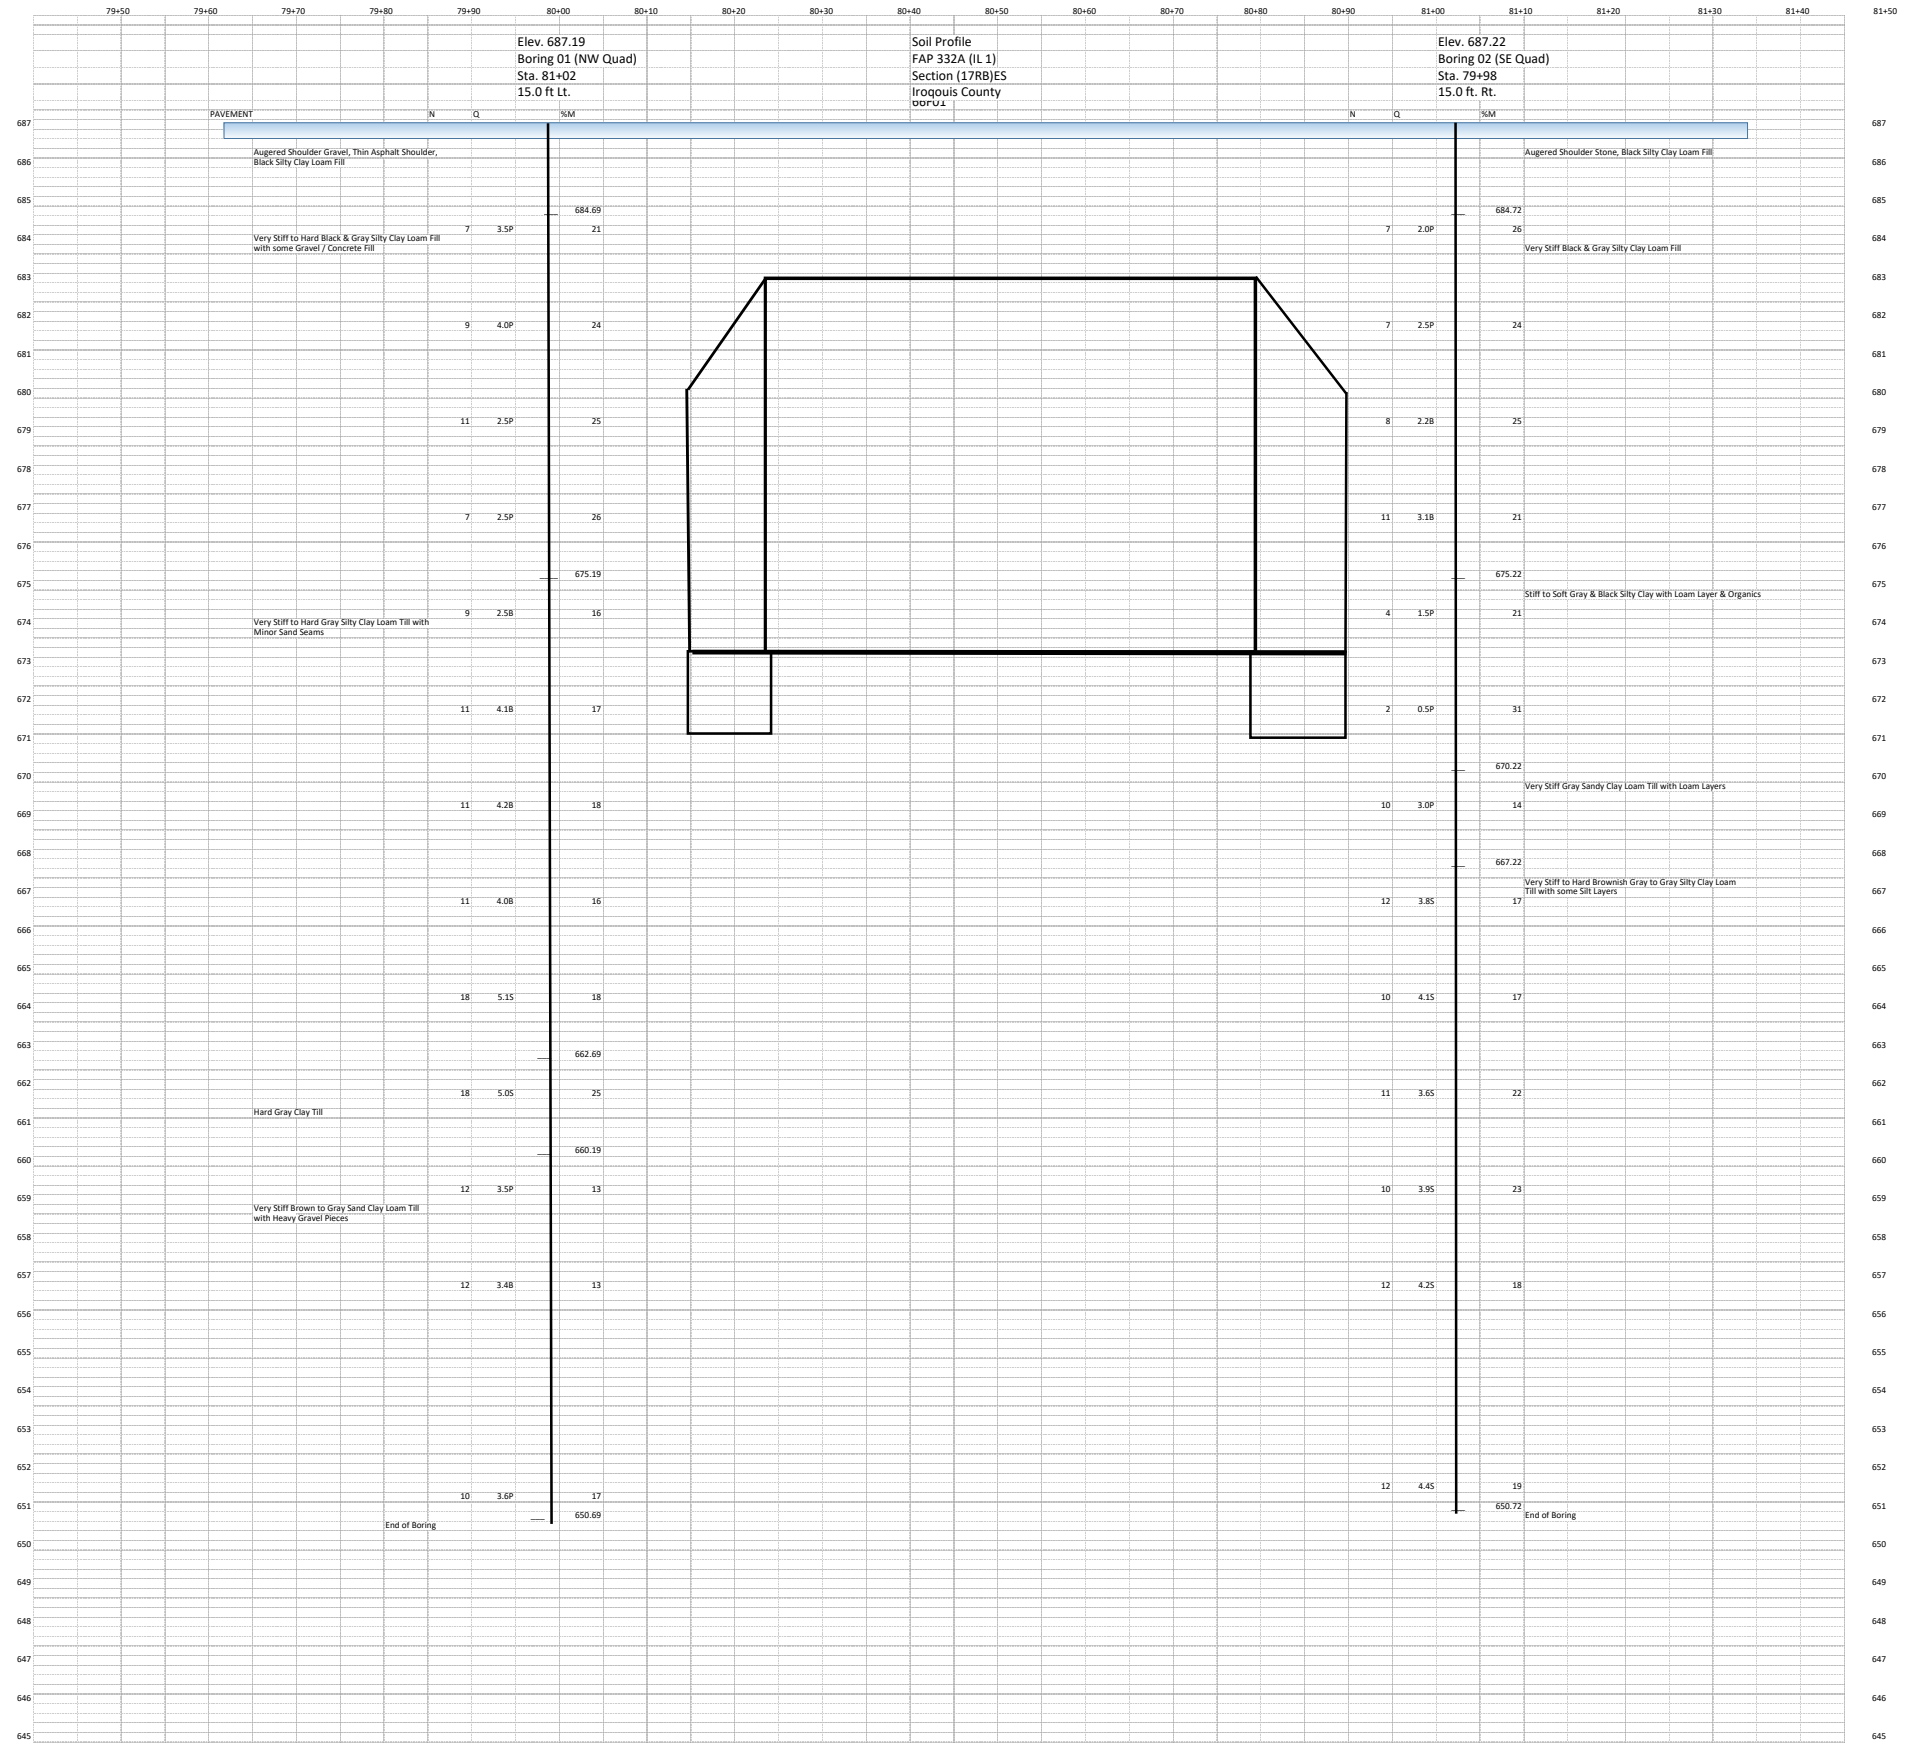 79+50 79+60 79+70 79+80 79+90 80+00 80+10 80+20 80+30 80+40 80+50 80+60 80+70 80+80 80+90 81+00 81+10 81+20 81+30 81+40 81+50
Elev. 687.19
Boring 01 (NW Quad)
Sta. 81+02
15.0 ft Lt.
Soil Profile
FAP 332A (IL 1)
Section (17RB)ES
Iroqouis County
66F01
Elev. 687.22
Boring 02 (SE Quad)
Sta. 79+98
15.0 ft. Rt.
PAVEMENT N Q %M N Q %M
687 687
Augered Shoulder Gravel, Thin Asphalt Shoulder,
Black Silty Clay Loam Fill
Augered Shoulder Stone, Black Silty Clay Loam Fill
686 686
685 685
684.69 684.72
7 3.5P 21 7 2.0P 26
684 684
Very Stiff to Hard Black & Gray Silty Clay Loam Fill
with some Gravel / Concrete Fill
Very Stiff Black & Gray Silty Clay Loam Fill
683 683
682 682
9 4.0P 24 7 2.5P 24
681 681
680 680
11 2.5P 25 8 2.2B 25
679 679
678 678
677 677
7 2.5P 26 11 3.1B 21
676 676
675.19 675.22
675 675
Stiff to Soft Gray & Black Silty Clay with Loam Layer & Organics
9 2.5B 16 4 1.5P 21
674 674
Very Stiff to Hard Gray Silty Clay Loam Till with
Minor Sand Seams
673 673
672 672
11 4.1B 17 2 0.5P 31
671 671
670.22
670 670
Very Stiff Gray Sandy Clay Loam Till with Loam Layers
11 4.2B 18 10 3.0P 14
669 669
668 668
667.22
Very Stiff to Hard Brownish Gray to Gray Silty Clay Loam
Till with some Silt Layers
667 667
11 4.0B 16 12 3.8S 17
666 666
665 665
18 5.1S 18 10 4.1S 17
664 664
663 663
662.69
662 662
18 5.0S 25 11 3.6S 22
Hard Gray Clay Till
661 661
660.19
660 660
12 3.5P 13 10 3.9S 23
659 659
Very Stiff Brown to Gray Sand Clay Loam Till
with Heavy Gravel Pieces
658 658
657 657
12 3.4B 13 12 4.2S 18
656 656
655 655
654 654
653 653
652 652
12 4.4S 19
10 3.6P 17
651 650.72 651
650.69
End of Boring
End of Boring
650 650
649 649
648 648
647 647
646 646
645 645